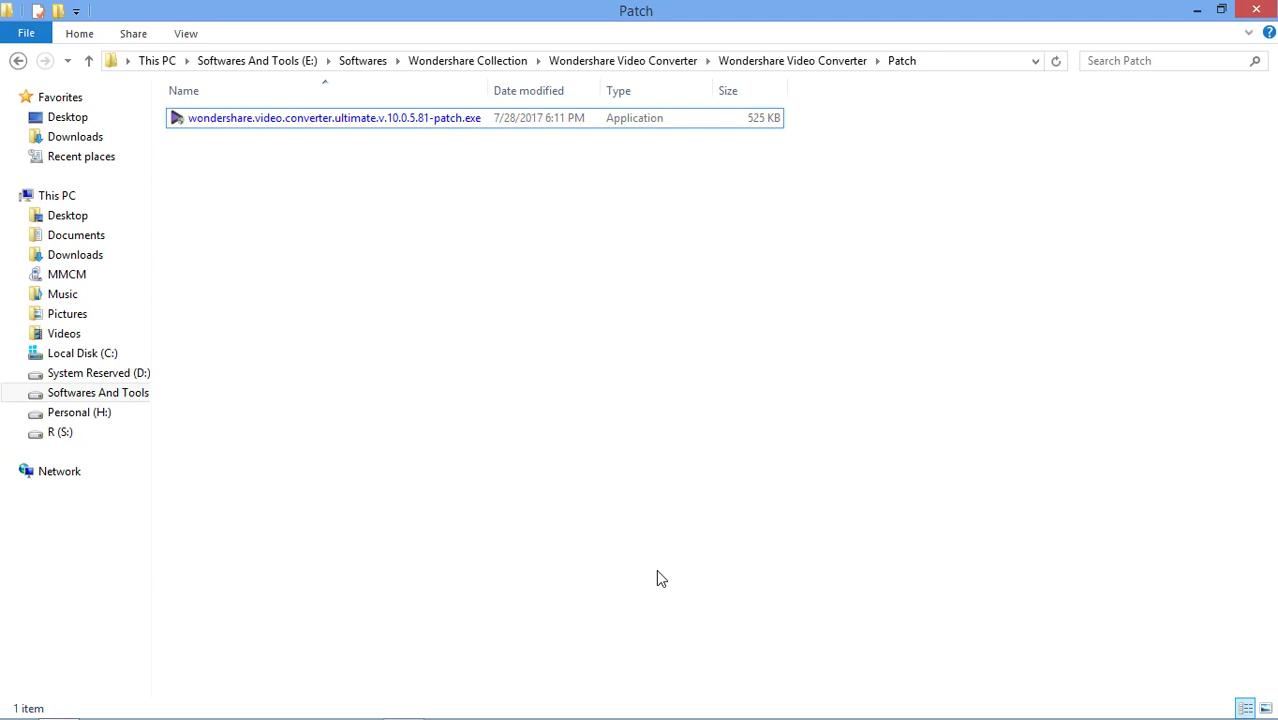 Patch
File Home Share View
This PC Softwares And Tools (E:) Softwares Wondershare Collection Wondershare Video Converter Wondershare Video Converter Patch Search Patch
Name Date modified Type Size
Favorites
wondershare.video.converter.ultimate.v.10.0.5.81-patch.exe 7/28/2017 6:11 PM Application 525 KB
Desktop
Downloads
Recent places
This PC
Desktop
Documents
Downloads
MMCM
Music
Pictures
Videos
Local Disk (C:)
System Reserved (D:)
Softwares And Tools
Personal (H:)
R (S:)
Network
1 item